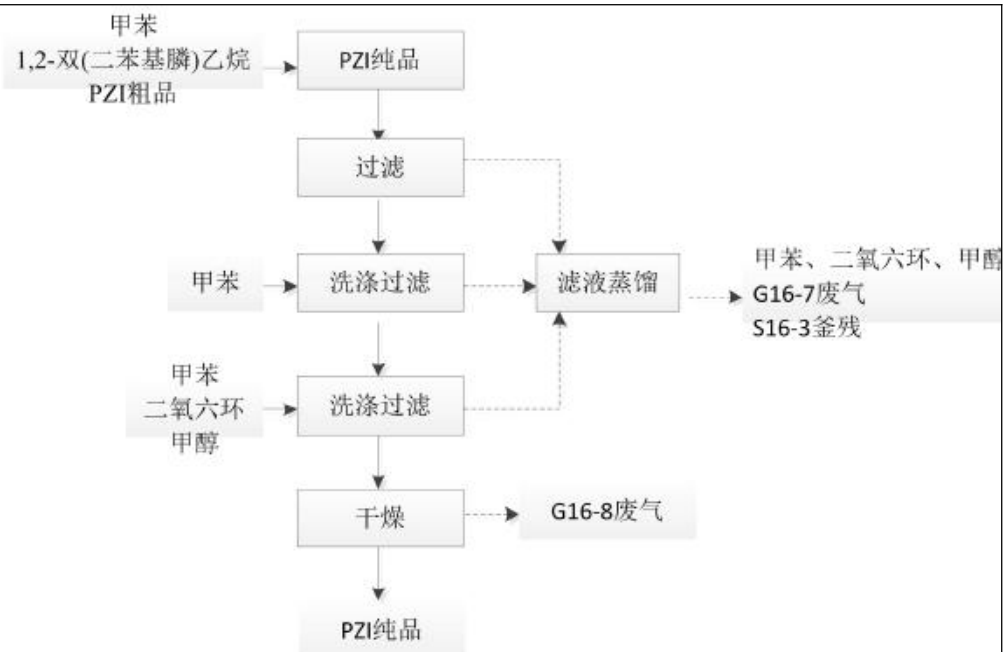 甲苯
1,2-双(二苯基膦)乙烷
PZI粗品
PZI纯品
过滤
甲苯
洗涤过滤
滤液蒸馏
甲苯、二氧六环、甲醇
G16-7废气
S16-3釜残
甲苯
二氧六环
甲醇
洗涤过滤
干燥
G16-8废气
PZI纯品